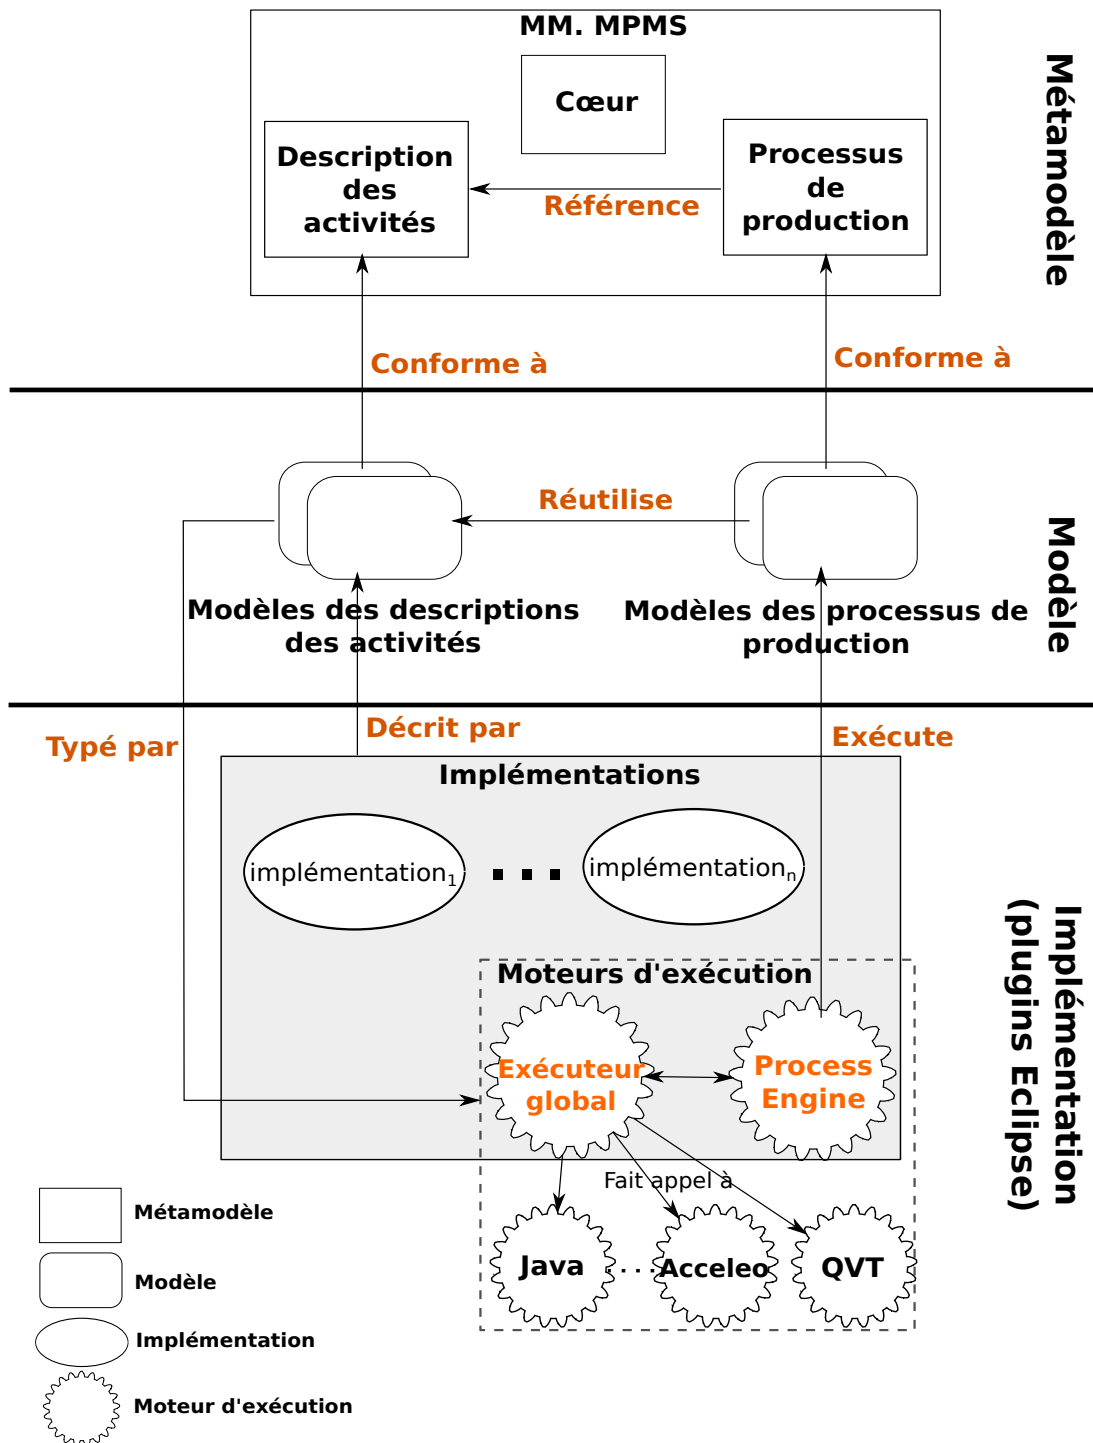 MM. MPMS
Cœur
Description
des
activités
Processus
de
production
Référence
Métamodèle
Conforme à
Conforme à
Réutilise
Modèles des descriptions
des activités
Modèles des processus de
production
Modèle
Typé par
Décrit par
Exécute
Implémentations
implémentation1
implémentationn
Implémentation
(plugins Eclipse)
Moteurs d'exécution
Exécuteur
global
Process
Engine
Fait appel à
Java
Acceleo
QVT
Métamodèle
Modèle
Implémentation
Moteur d'exécution